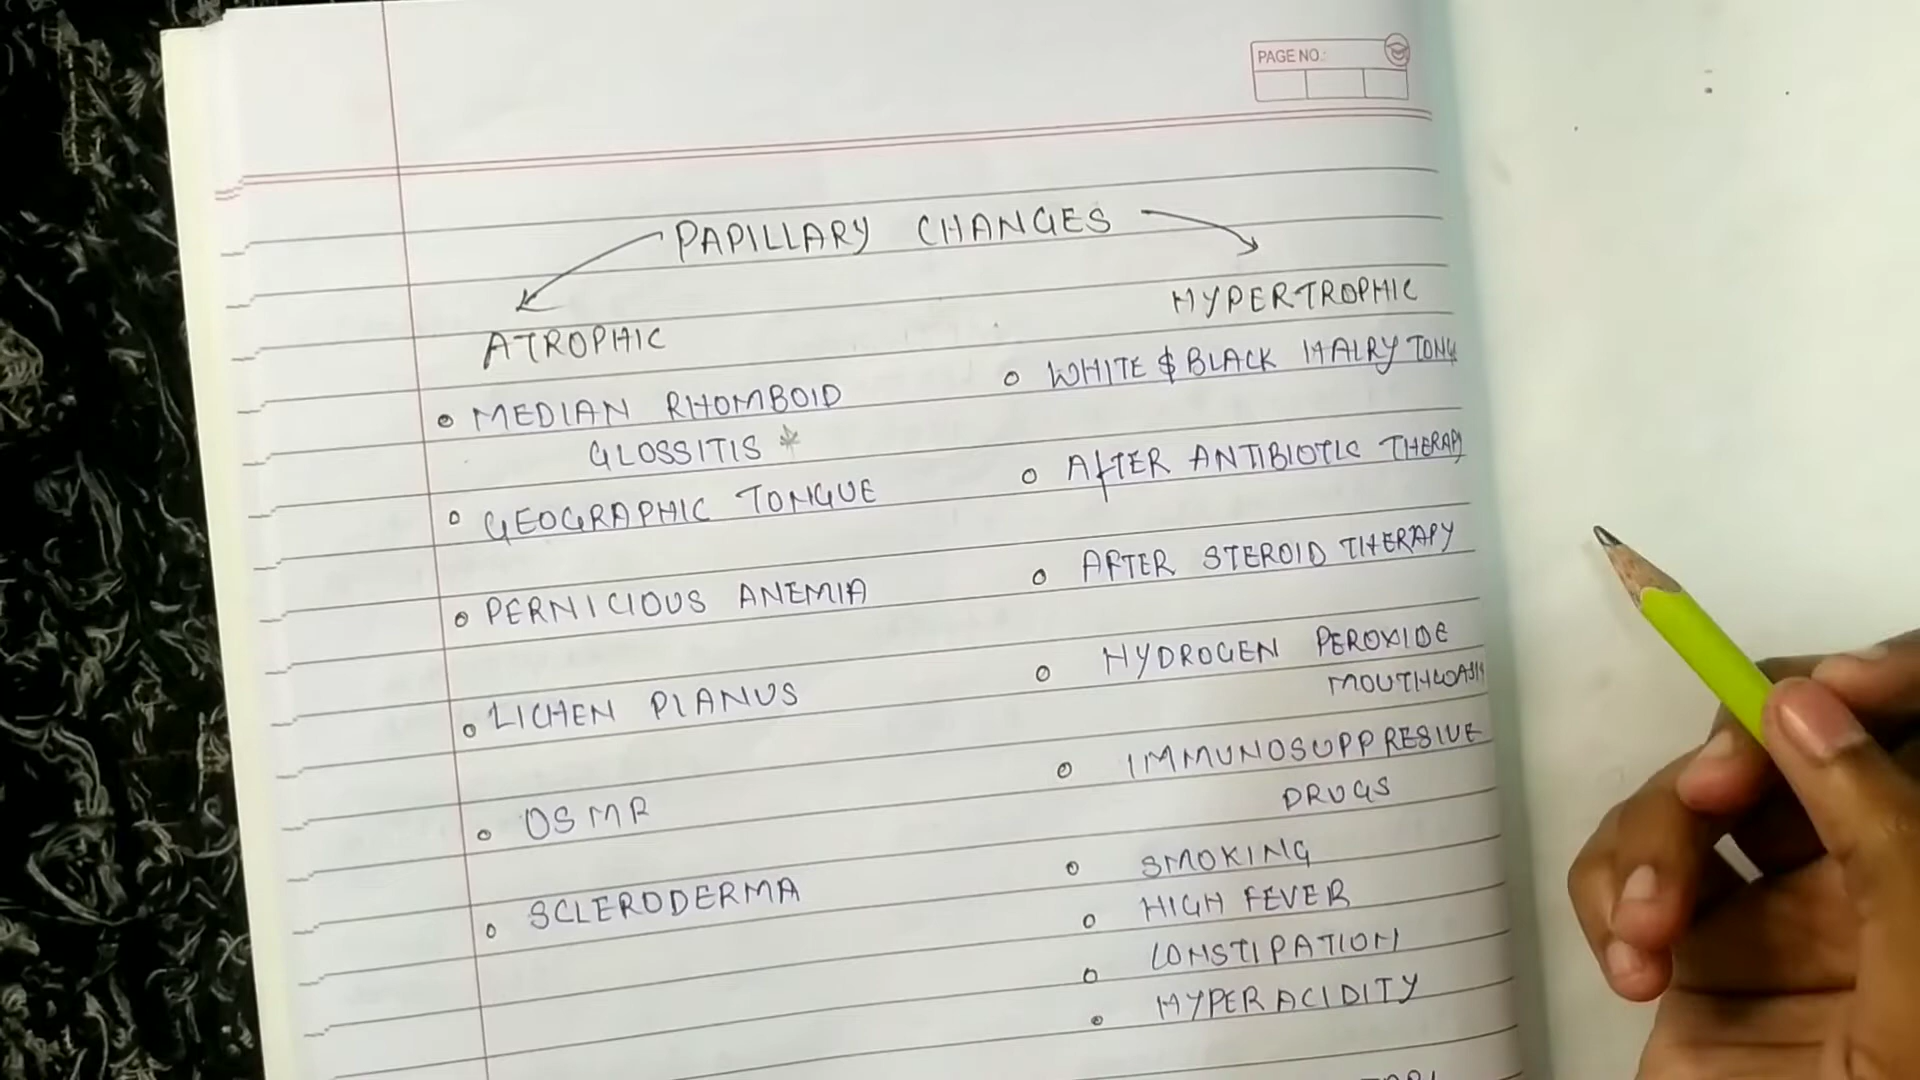 PAGE NO.:
PAPILLARY CHANGES
ATROPHIC
MEDIAN RHOMBOID
GLOSSITIS *
GEOGRAPHIC TONGUE
PERNICIOUS ANEMIA
LICHEN PLANUS
OSMF
SCLERODERMA
HYPERTROPHIC
WHITE & BLACK HAIRY TONG
AFTER ANTIBIOTIC THERAPY
AFTER STEROID THERAPY
HYDROGEN PEROXIDE
MOUTHWASH
IMMUNOSUPPRESIVE
DRUGS
SMOKING
HIGH FEVER
CONSTIPATION
HYPERACIDITY